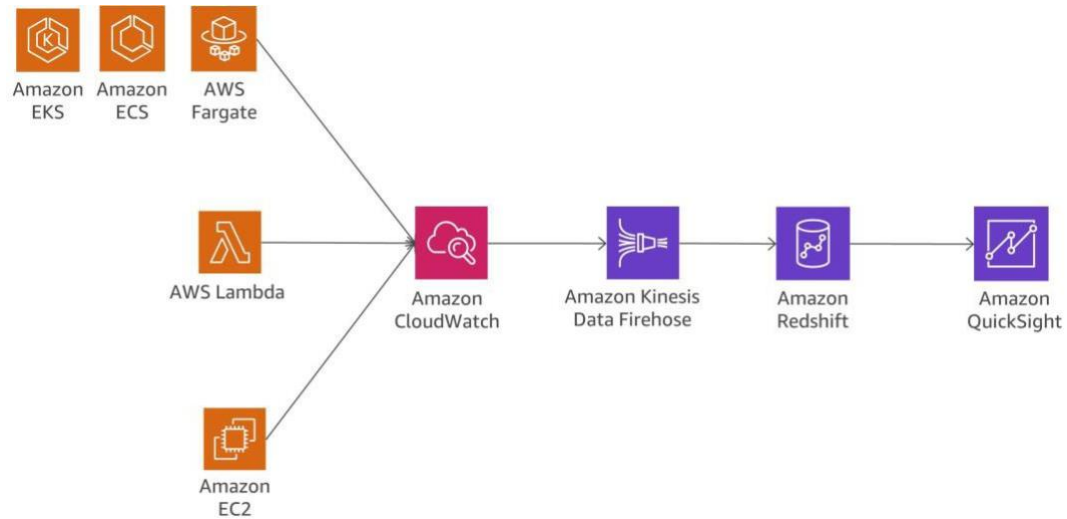 Amazon
EKS
Amazon
ECS
AWS
Fargate
AWS Lambda
Amazon
EC2
Amazon
CloudWatch
Amazon Kinesis
Data Firehose
Amazon
Redshift
Amazon
QuickSight